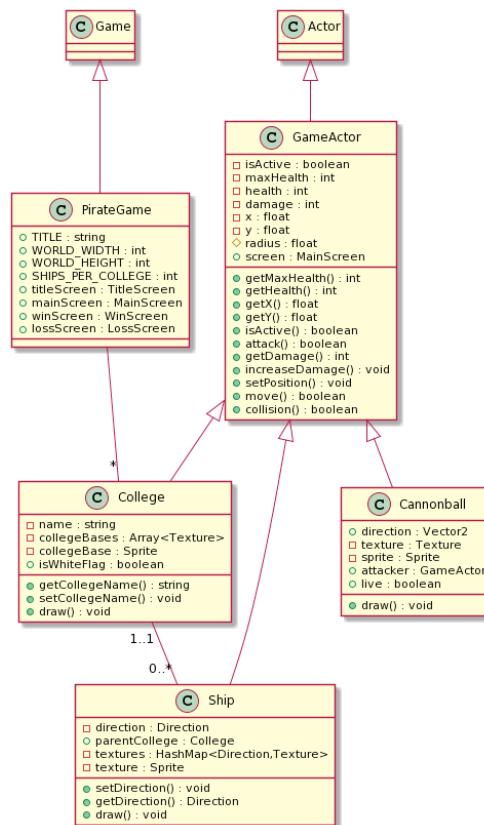 C Game
C Actor
C GameActor
isActive : boolean
maxHealth : int
health : int
damage : int
x : float
y : float
radius : float
screen : MainScreen
getMaxHealth() : int
getHealth() : int
getX() : float
getY() : float
isActive() : boolean
attack() : boolean
getDamage() : int
increaseDamage() : void
setPosition() : void
move() : boolean
collision() : boolean
C PirateGame
TITLE : string
WORLD_WIDTH : int
WORLD_HEIGHT : int
SHIPS_PER_COLLEGE : int
titleScreen : TitleScreen
mainScreen : MainScreen
winScreen : WinScreen
lossScreen : LossScreen
*
C College
name : string
collegeBases : Array<Texture>
collegeBase : Sprite
isWhiteFlag : boolean
getCollegeName() : string
setCollegeName() : void
draw() : void
C Cannonball
direction : Vector2
texture : Texture
sprite : Sprite
attacker : GameActor
live : boolean
draw() : void
1..1
0..*
C Ship
direction : Direction
parentCollege : College
textures : HashMap<Direction,Texture>
texture : Sprite
setDirection() : void
getDirection() : Direction
draw() : void